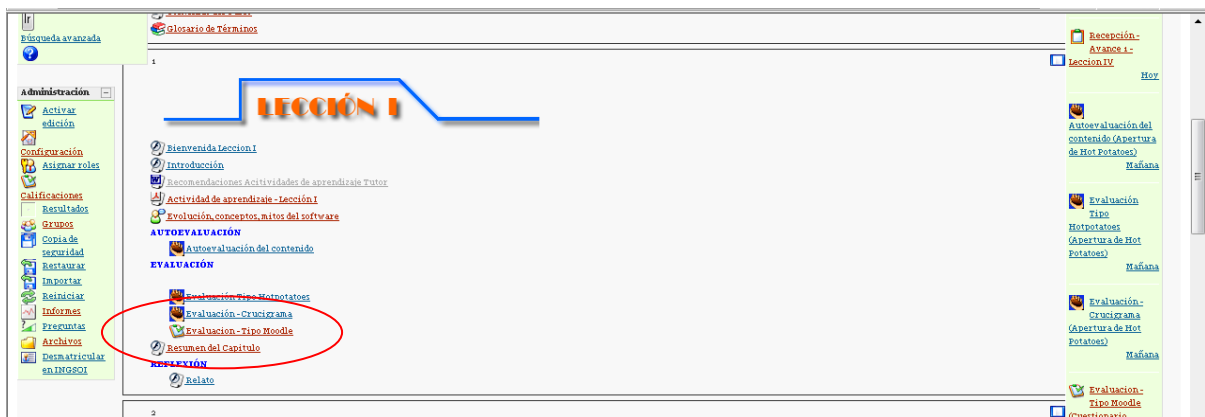 Ir
Búsqueda avanzada
Administración
Activar
edición
Configuración
Asignar roles
Calificaciones
Resultados
Grupos
Copia de
seguridad
Restaurar
Importar
Reiniciar
Informes
Preguntas
Archivos
Desmatricular
en INGSOI
Glosario de Términos
1
LECCIÓN I
Bienvenida Leccion I
Introducción
Recomendaciones Acitividades de aprendizaje Tutor
Actividad de aprendizaje - Lección I
Evolución, conceptos, mitos del software
AUTOEVALUACIÓN
Autoevaluación del contenido
EVALUACIÓN
Evaluación Tipo Hotpotatoes
Evaluación - Crucigrama
Evaluacion - Tipo Moodle
Resumen del Capitulo
REFLEXIÓN
Relato
2
Recepción -
Avance 1 -
Leccion IV
Hoy
Autoevaluación del
contenido (Apertura
de Hot Potatoes)
Mañana
Evaluación
Tipo
Hotpotatoes
(Apertura de Hot
Potatoes)
Mañana
Evaluación -
Crucigrama
(Apertura de Hot
Potatoes)
Mañana
Evaluacion -
Tipo Moodle
(Cuestionario